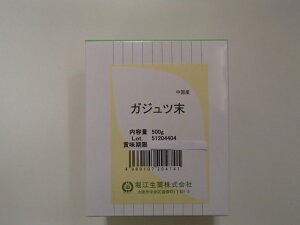 中国産
ガジュツ末
内容量 500g
Lot. 51204404
賞味期限
4989107204741
堀江生薬株式会社